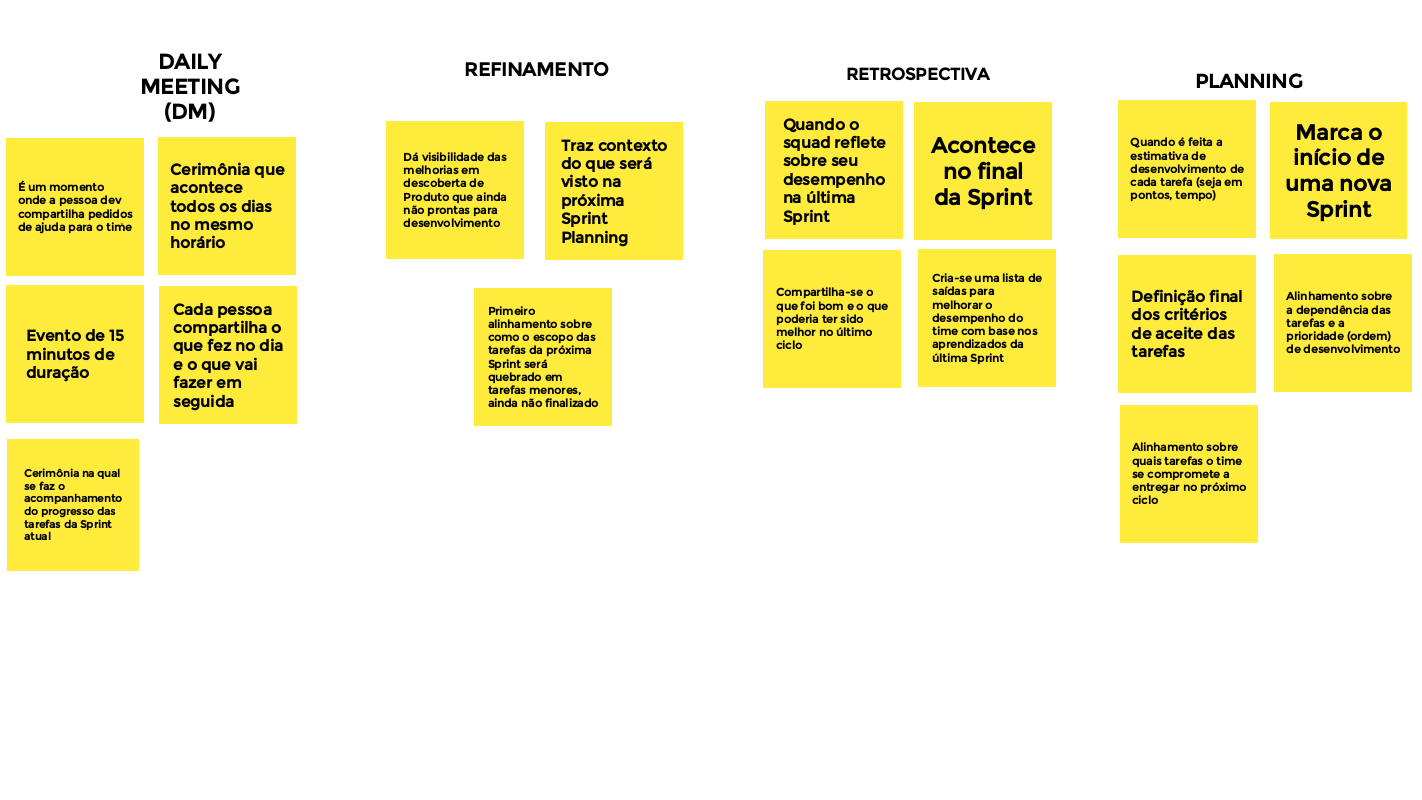 DAILY
MEETING
(DM)
É um momento
onde a pessoa dev
compartilha pedidos
de ajuda para o time
Cerimônia que
acontece
todos os dias
no mesmo
horário
Evento de 15
minutos de
duração
Cada pessoa
compartilha o
que fez no dia
e o que vai
fazer em
seguida
Cerimônia na qual
se faz o
acompanhamento
do progresso das
tarefas da Sprint
atual
REFINAMENTO
Dá visibilidade das
melhorias em
descoberta de
Produto que ainda
não prontas para
desenvolvimento
Traz contexto
do que será
visto na
próxima
Sprint
Planning
Primeiro
alinhamento sobre
como o escopo das
tarefas da próxima
Sprint será
quebrado em
tarefas menores,
ainda não finalizado
RETROSPECTIVA
Quando o
squad reflete
sobre seu
desempenho
na última
Sprint
Acontece
no final
da Sprint
Compartilha-se o
que foi bom e o que
poderia ter sido
melhor no último
ciclo
Cria-se uma lista de
saídas para
melhorar o
desempenho do
time com base nos
aprendizados da
última Sprint
PLANNING
Quando é feita a
estimativa de
desenvolvimento de
cada tarefa (seja em
pontos, tempo)
Marca o
início de
uma nova
Sprint
Definição final
dos critérios
de aceite das
tarefas
Alinhamento sobre
a dependência das
tarefas e a
prioridade (ordem)
de desenvolvimento
Alinhamento sobre
quais tarefas o time
se compromete a
entregar no próximo
ciclo